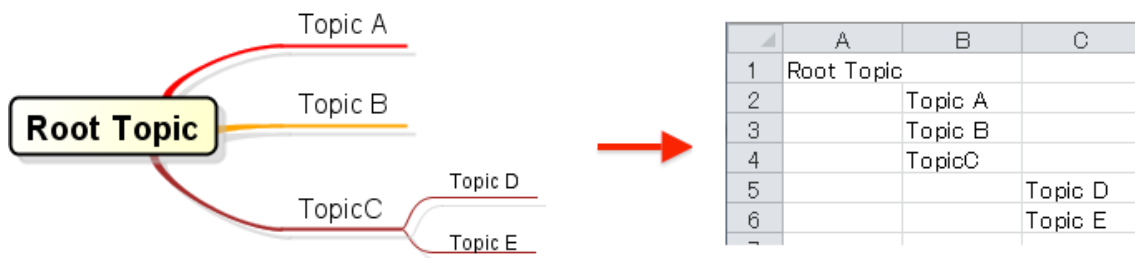 Topic A
Topic B
Root Topic
TopicC
Topic D
Topic E
A B C
1 Root Topic
2 Topic A
3 Topic B
4 TopicC
5 Topic D
6 Topic E